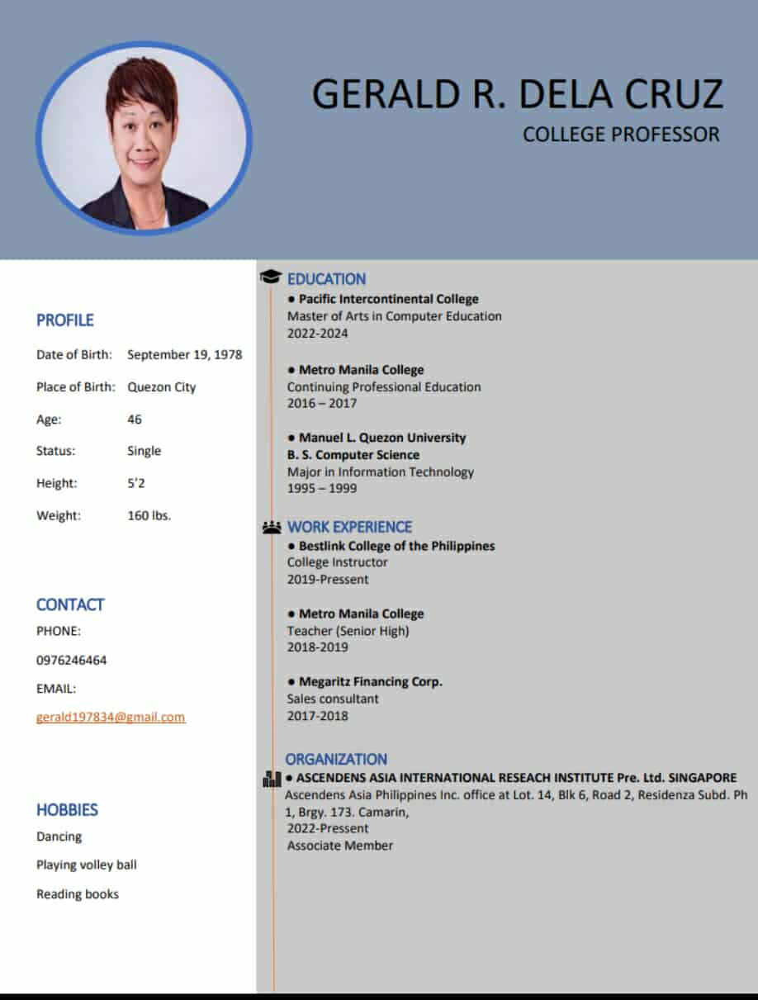 GERALD R. DELA CRUZ
COLLEGE PROFESSOR
PROFILE
Date of Birth: September 19, 1978
Place of Birth: Quezon City
Age: 46
Status: Single
Height: 5’2
Weight: 160 lbs.
CONTACT
PHONE:
0976246464
EMAIL:
gerald197834@gmail.com
HOBBIES
Dancing
Playing volley ball
Reading books
EDUCATION
● Pacific Intercontinental College
Master of Arts in Computer Education
2022-2024
● Metro Manila College
Continuing Professional Education
2016 – 2017
● Manuel L. Quezon University
B. S. Computer Science
Major in Information Technology
1995 – 1999
WORK EXPERIENCE
● Bestlink College of the Philippines
College Instructor
2019-Pressent
● Metro Manila College
Teacher (Senior High)
2018-2019
● Megaritz Financing Corp.
Sales consultant
2017-2018
ORGANIZATION
● ASCENDENS ASIA INTERNATIONAL RESEACH INSTITUTE Pre. Ltd. SINGAPORE
Ascendens Asia Philippines Inc. office at Lot. 14, Blk 6, Road 2, Residenza Subd. Ph
1, Brgy. 173. Camarin,
2022-Pressent
Associate Member